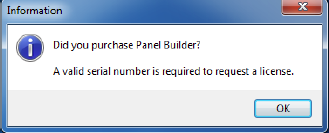 Information
Did you purchase Panel Builder?
A valid serial number is required to request a license.
OK